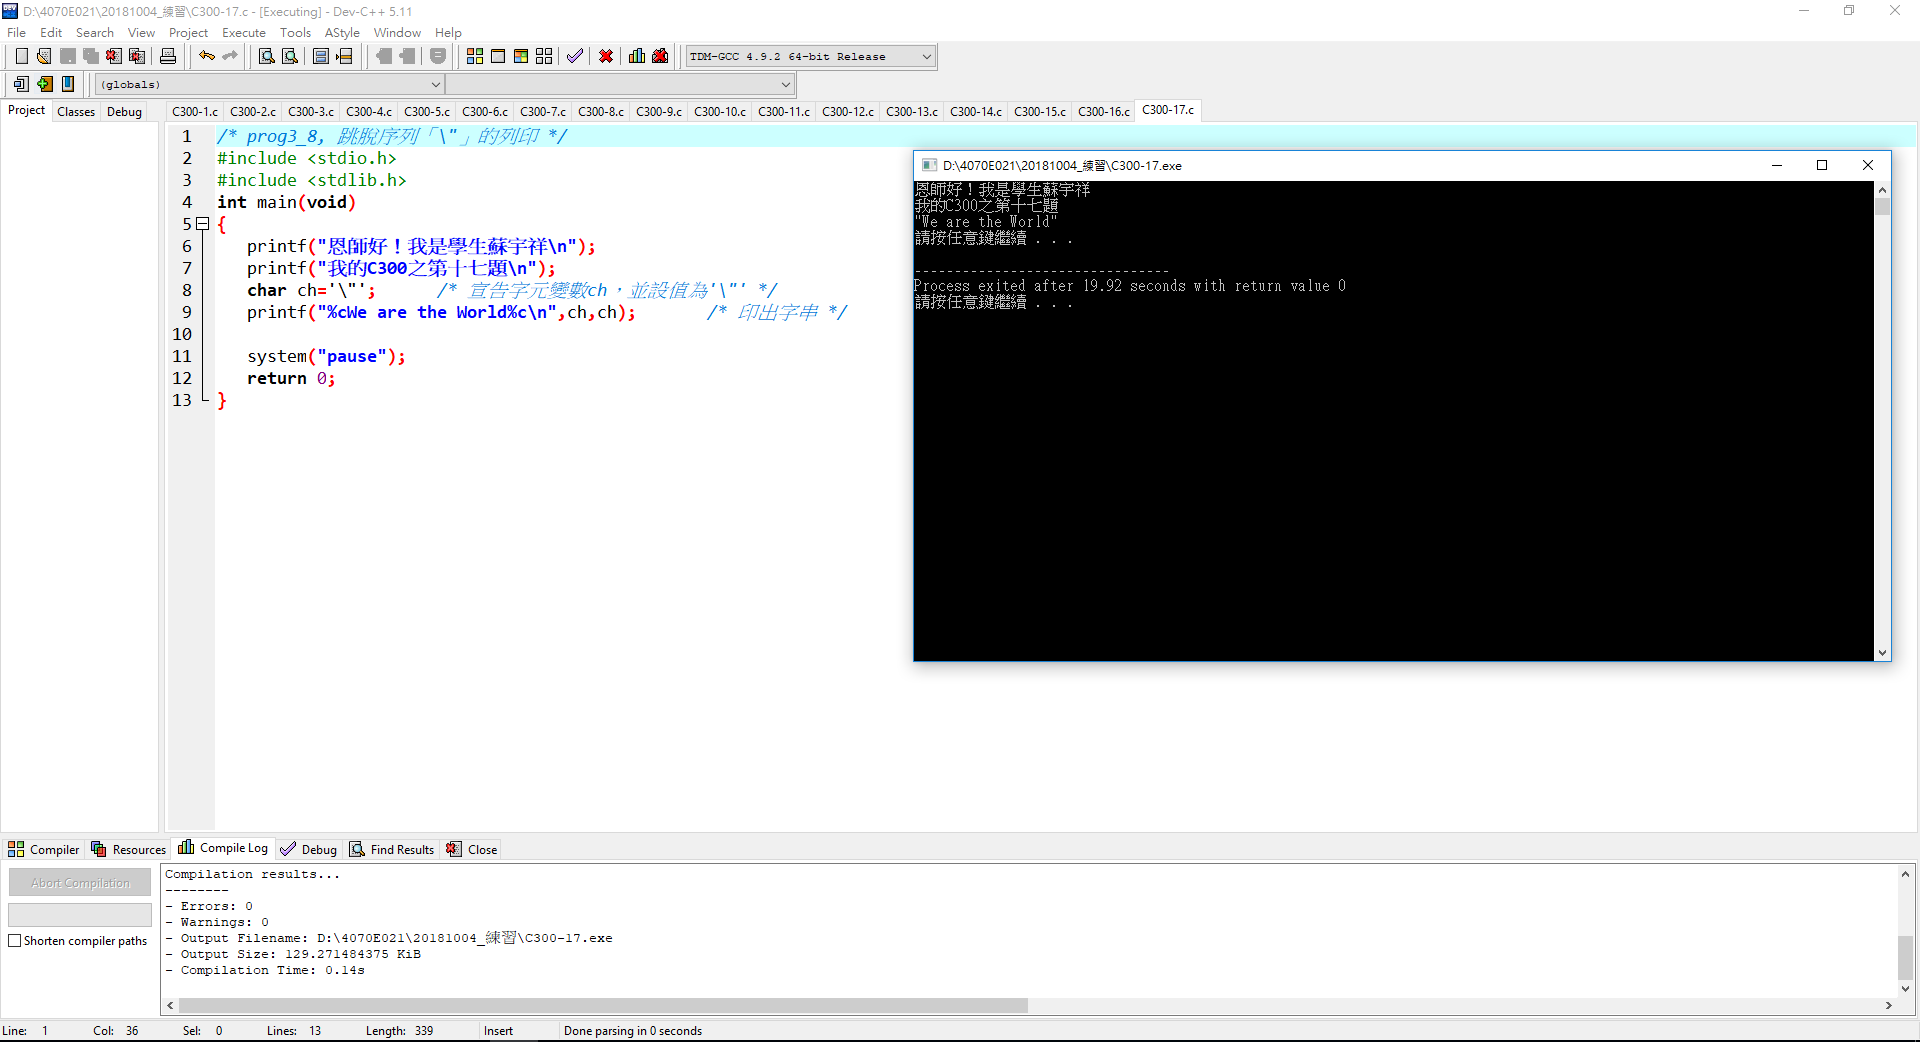 D:\4070E021\20181004_練習\C300-17.c - [Executing] - Dev-C++ 5.11
File Edit Search View Project Execute Tools AStyle Window Help
TDM-GCC 4.9.2 64-bit Release
(globals)
Project Classes Debug
C300-1.c C300-2.c C300-3.c C300-4.c C300-5.c C300-6.c C300-7.c C300-8.c C300-9.c C300-10.c C300-11.c C300-12.c C300-13.c C300-14.c C300-15.c C300-16.c C300-17.c
1 /* prog3_8, 跳脫序列「\"」的列印 */
2 #include <stdio.h>
3 #include <stdlib.h>
4 int main(void)
5 {
6 printf("恩師好！我是學生蘇宇祥\n");
7 printf("我的C300之第十七題\n");
8 char ch='\"'; /* 宣告字元變數ch，並設值為'\"' */
9 printf("%cWe are the World%c\n",ch,ch); /* 印出字串 */
10
11 system("pause");
12 return 0;
13 }
D:\4070E021\20181004_練習\C300-17.exe
恩師好！我是學生蘇宇祥
我的C300之第十七題
"We are the World"
請按任意鍵繼續 . . .
--------------------------------
Process exited after 19.92 seconds with return value 0
請按任意鍵繼續 . . .
Compiler Resources Compile Log Debug Find Results Close
Abort Compilation
Shorten compiler paths
Compilation results...
--------
- Errors: 0
- Warnings: 0
- Output Filename: D:\4070E021\20181004_練習\C300-17.exe
- Output Size: 129.271484375 KiB
- Compilation Time: 0.14s
Line: 1 Col: 36 Sel: 0 Lines: 13 Length: 339 Insert Done parsing in 0 seconds